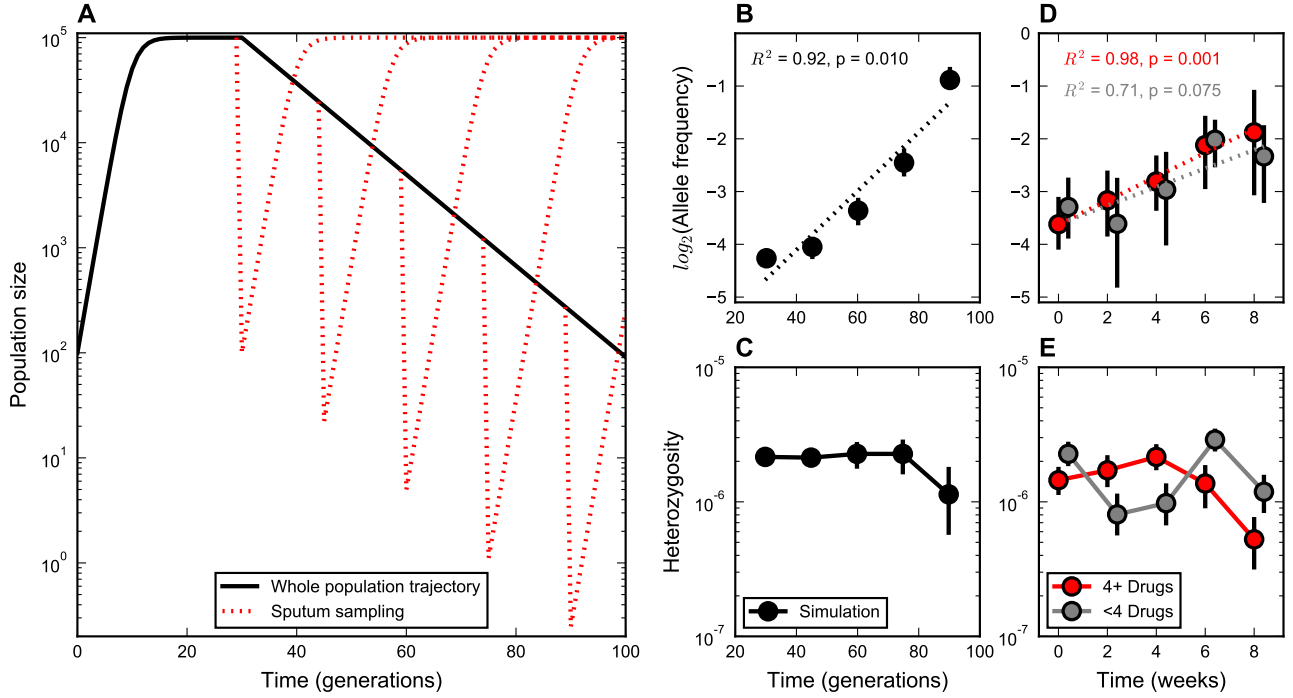 A
10^5
10^4
10^3
10^2
10^1
10^0
Population size
0
20
40
60
80
100
Time (generations)
Whole population trajectory
Sputum sampling
B
R^2 = 0.92, p = 0.010
log_2(Allele frequency)
−1
−2
−3
−4
−5
20
40
60
80
100
D
R^2 = 0.98, p = 0.001
R^2 = 0.71, p = 0.075
0
−1
−2
−3
−4
−5
0
2
4
6
8
C
10^-5
10^-6
10^-7
Heterozygosity
Simulation
20
40
60
80
100
Time (generations)
E
10^-5
10^-6
10^-7
4+ Drugs
<4 Drugs
0
2
4
6
8
Time (weeks)